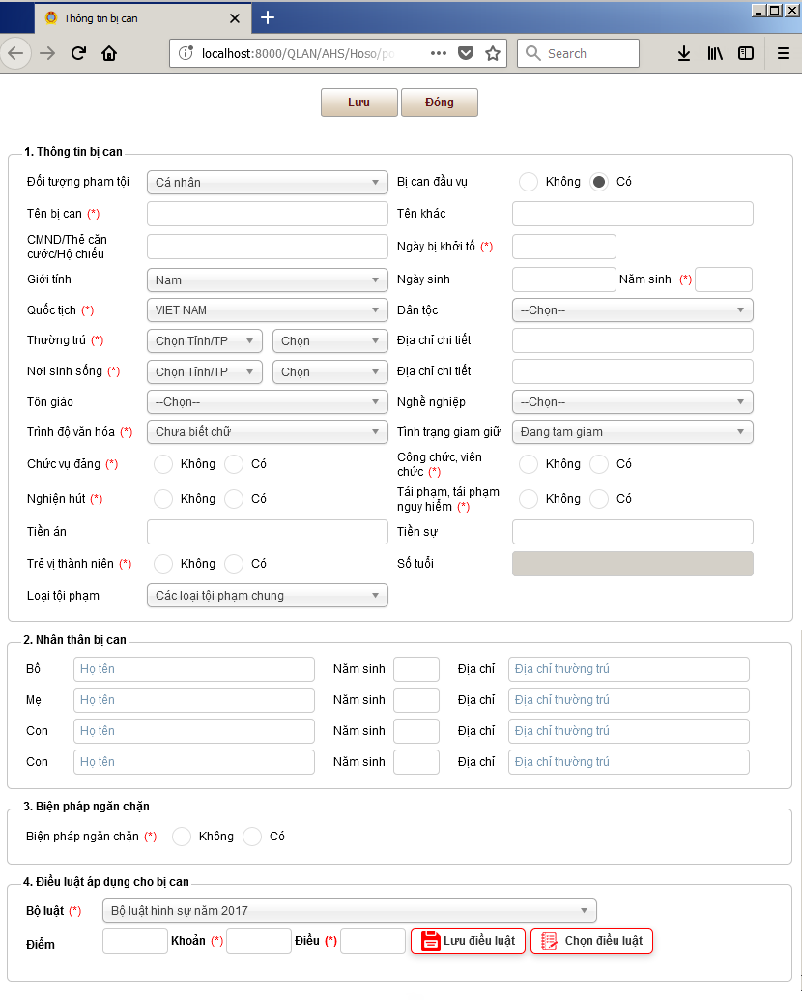 Thông tin bị can
localhost:8000/QLAN/AHS/Hoso/po
Search
Lưu Đóng
1. Thông tin bị can
Đối tượng phạm tội Cá nhân Bị can đầu vụ Không Có
Tên bị can (*) Tên khác
CMND/Thẻ căn
cước/Hộ chiếu Ngày bị khởi tố (*)
Giới tính Nam Ngày sinh Năm sinh (*)
Quốc tịch (*) VIET NAM Dân tộc --Chọn--
Thường trú (*) Chọn Tỉnh/TP Chọn Địa chỉ chi tiết
Nơi sinh sống (*) Chọn Tỉnh/TP Chọn Địa chỉ chi tiết
Tôn giáo --Chọn-- Nghề nghiệp --Chọn--
Trình độ văn hóa (*) Chưa biết chữ Tình trạng giam giữ Đang tạm giam
Chức vụ đảng (*) Không Có Công chức, viên
chức (*) Không Có
Nghiện hút (*) Không Có Tái phạm, tái phạm
nguy hiểm (*) Không Có
Tiền án Tiền sự
Trẻ vị thành niên (*) Không Có Số tuổi
Loại tội phạm Các loại tội phạm chung
2. Nhân thân bị can
Bố Họ tên Năm sinh Địa chỉ Địa chỉ thường trú
Mẹ Họ tên Năm sinh Địa chỉ Địa chỉ thường trú
Con Họ tên Năm sinh Địa chỉ Địa chỉ thường trú
Con Họ tên Năm sinh Địa chỉ Địa chỉ thường trú
3. Biện pháp ngăn chặn
Biện pháp ngăn chặn (*) Không Có
4. Điều luật áp dụng cho bị can
Bộ luật (*) Bộ luật hình sự năm 2017
Điểm Khoản (*) Điều (*) Lưu điều luật Chọn điều luật